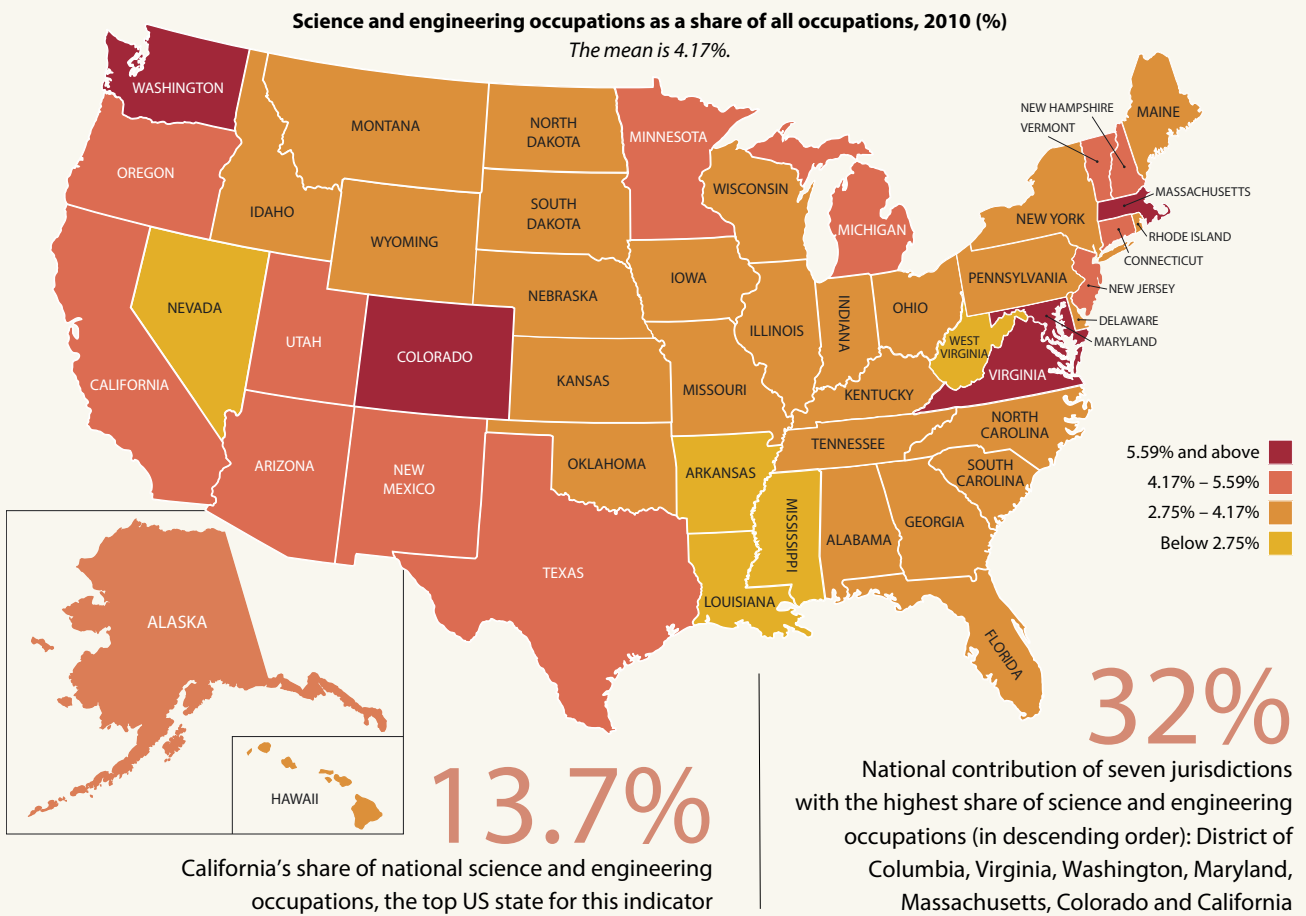 Science and engineering occupations as a share of all occupations, 2010 (%)
The mean is 4.17%.
WASHINGTON
OREGON
CALIFORNIA
NEVADA
IDAHO
MONTANA
WYOMING
UTAH
COLORADO
ARIZONA
NEW
MEXICO
NORTH
DAKOTA
SOUTH
DAKOTA
NEBRASKA
KANSAS
OKLAHOMA
TEXAS
MINNESOTA
IOWA
MISSOURI
ARKANSAS
LOUISIANA
WISCONSIN
ILLINOIS
MICHIGAN
INDIANA
OHIO
KENTUCKY
TENNESSEE
MISSISSIPPI
ALABAMA
GEORGIA
FLORIDA
SOUTH
CAROLINA
NORTH
CAROLINA
WEST
VIRGINIA
VIRGINIA
PENNSYLVANIA
NEW YORK
MAINE
NEW HAMPSHIRE
VERMONT
MASSACHUSETTS
RHODE ISLAND
CONNECTICUT
NEW JERSEY
DELAWARE
MARYLAND
5.59% and above
4.17% – 5.59%
2.75% – 4.17%
Below 2.75%
ALASKA
HAWAII
13.7%
California’s share of national science and engineering
occupations, the top US state for this indicator
32%
National contribution of seven jurisdictions
with the highest share of science and engineering
occupations (in descending order): District of
Columbia, Virginia, Washington, Maryland,
Massachusetts, Colorado and California